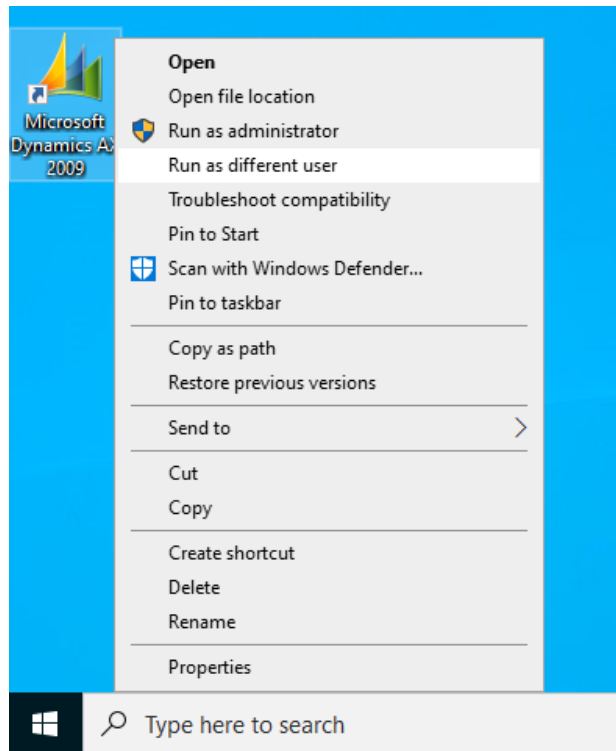 Microsoft
Dynamics AX
2009
Open
Open file location
Run as administrator
Run as different user
Troubleshoot compatibility
Pin to Start
Scan with Windows Defender...
Pin to taskbar
Copy as path
Restore previous versions
Send to
Cut
Copy
Create shortcut
Delete
Rename
Properties
Type here to search